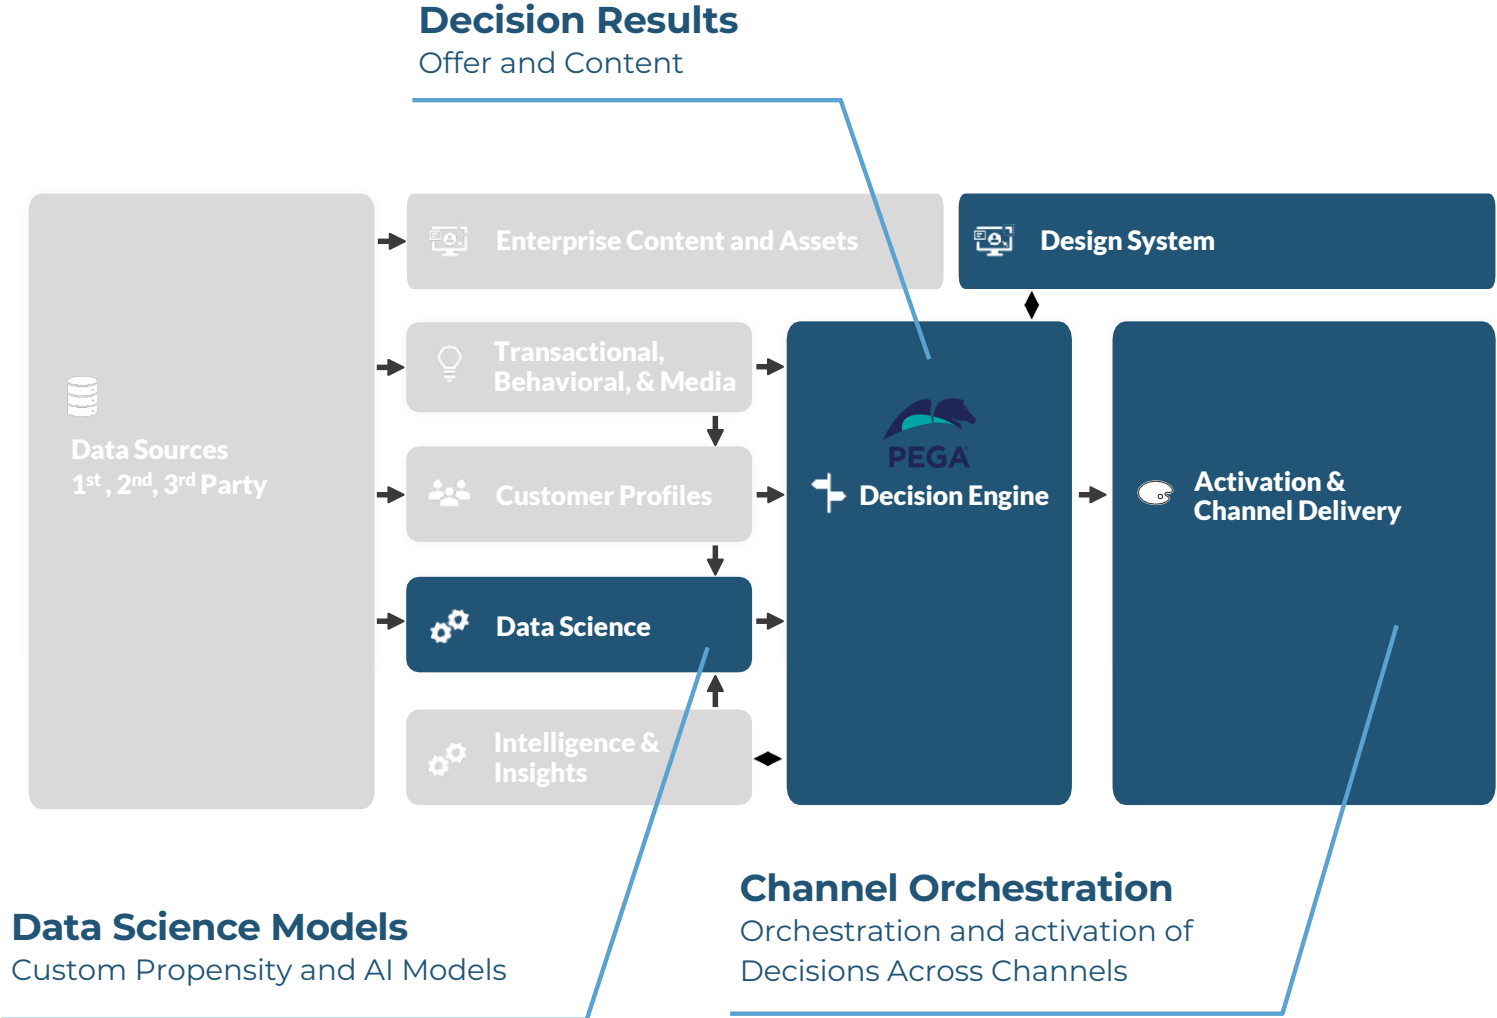 Decision Results
Offer and Content
Enterprise Content and Assets
Design System
Transactional,
Behavioral, & Media
Data Sources
1st , 2nd, 3rd Party
Customer Profiles
PEGA
Decision Engine
Activation &
Channel Delivery
Data Science
Intelligence &
Insights
Channel Orchestration
Orchestration and activation of
Decisions Across Channels
Data Science Models
Custom Propensity and AI Models